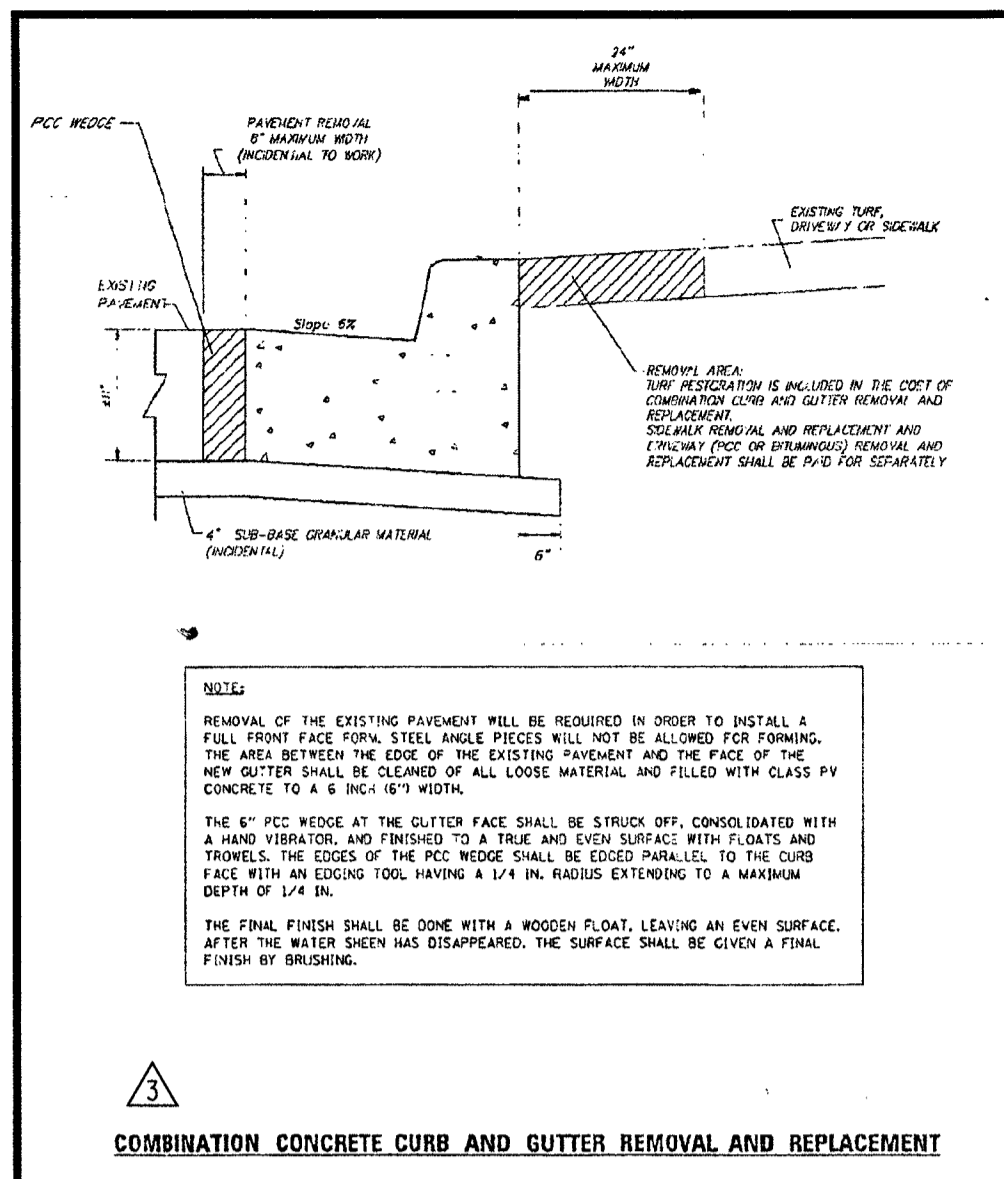 24"
MAXIMUM
WIDTH
PCC WEDGE
PAVEMENT REMOVAL
6" MAXIMUM WIDTH
(INCIDENTAL TO WORK)
EXISTING TURF,
DRIVEWAY OR SIDEWALK
EXISTING
PAVEMENT
Slope 6%
REMOVAL AREA:
TURF RESTORATION IS INCLUDED IN THE COST OF
COMBINATION CURB AND GUTTER REMOVAL AND
REPLACEMENT.
SIDEWALK REMOVAL AND REPLACEMENT AND
DRIVEWAY (PCC OR BITUMINOUS) REMOVAL AND
REPLACEMENT SHALL BE PAID FOR SEPARATELY
4" SUB-BASE GRANULAR MATERIAL
(INCIDENTAL)
6"
NOTE:
REMOVAL OF THE EXISTING PAVEMENT WILL BE REQUIRED IN ORDER TO INSTALL A
FULL FRONT FACE FORM. STEEL ANGLE PIECES WILL NOT BE ALLOWED FOR FORMING.
THE AREA BETWEEN THE EDGE OF THE EXISTING PAVEMENT AND THE FACE OF THE
NEW GUTTER SHALL BE CLEANED OF ALL LOOSE MATERIAL AND FILLED WITH CLASS PV
CONCRETE TO A 6 INCH (6") WIDTH.
THE 6" PCC WEDGE AT THE GUTTER FACE SHALL BE STRUCK OFF, CONSOLIDATED WITH
A HAND VIBRATOR, AND FINISHED TO A TRUE AND EVEN SURFACE WITH FLOATS AND
TROWELS. THE EDGES OF THE PCC WEDGE SHALL BE EDGED PARALLEL TO THE CURB
FACE WITH AN EDGING TOOL HAVING A 1/4 IN. RADIUS EXTENDING TO A MAXIMUM
DEPTH OF 1/4 IN.
THE FINAL FINISH SHALL BE DONE WITH A WOODEN FLOAT, LEAVING AN EVEN SURFACE.
AFTER THE WATER SHEEN HAS DISAPPEARED. THE SURFACE SHALL BE GIVEN A FINAL
FINISH BY BRUSHING.
3
COMBINATION CONCRETE CURB AND GUTTER REMOVAL AND REPLACEMENT